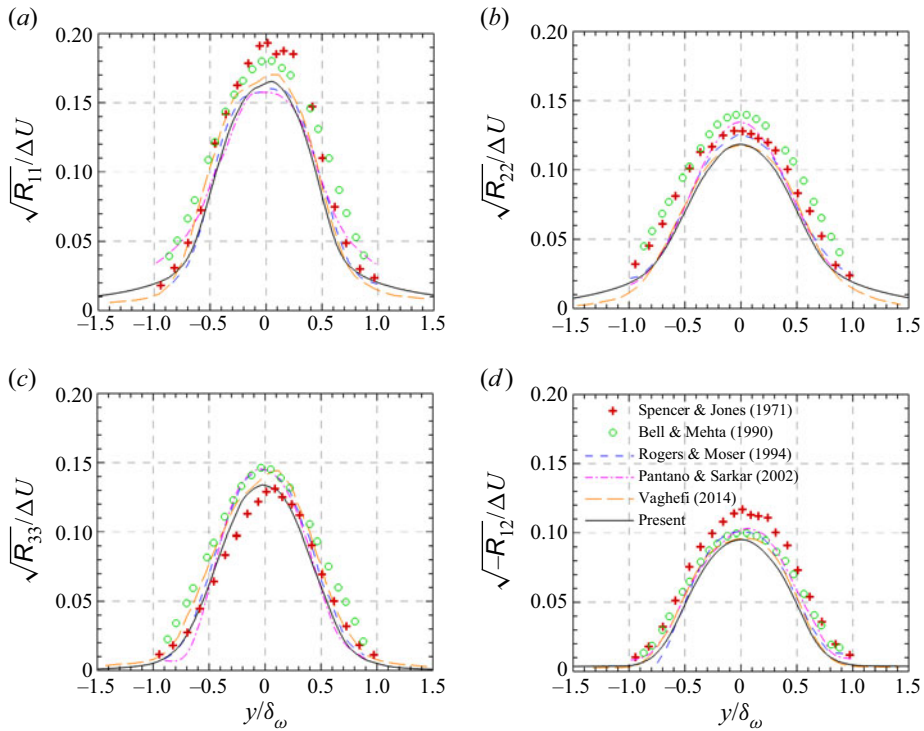 (a)
0.20
0.15
0.10
0.05
0
√R11/ΔU
−1.5 −1.0 −0.5 0 0.5 1.0 1.5
(b)
0.20
0.15
0.10
0.05
0
√R22/ΔU
−1.5 −1.0 −0.5 0 0.5 1.0 1.5
(c)
0.20
0.15
0.10
0.05
0
√R33/ΔU
−1.5 −1.0 −0.5 0 0.5 1.0 1.5
y/δω
(d)
0.20
0.15
0.10
0.05
0
√−R12/ΔU
Spencer & Jones (1971)
Bell & Mehta (1990)
Rogers & Moser (1994)
Pantano & Sarkar (2002)
Vaghefi (2014)
Present
−1.5 −1.0 −0.5 0 0.5 1.0 1.5
y/δω